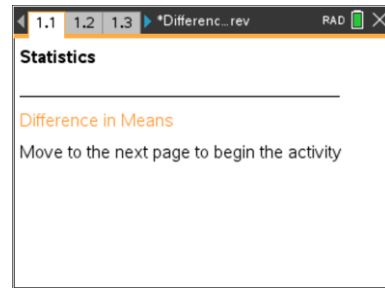 1.1 1.2 1.3 *Differenc...rev RAD
Statistics
Difference in Means
Move to the next page to begin the activity